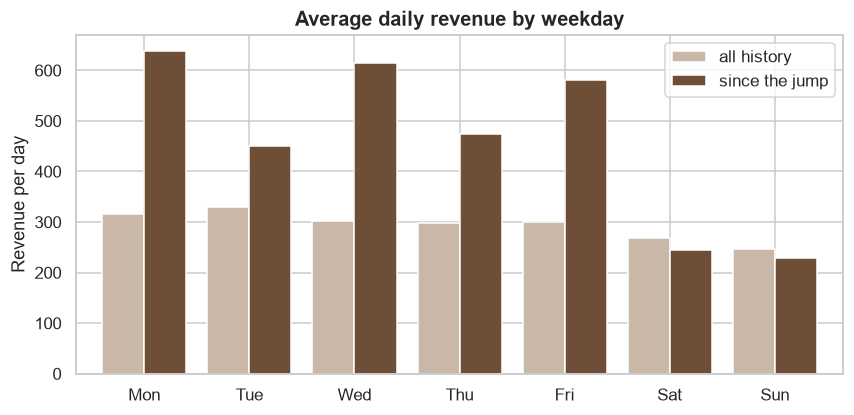 Average daily revenue by weekday
all history
since the jump
Revenue per day
600
500
400
300
200
100
0
Mon Tue Wed Thu Fri Sat Sun